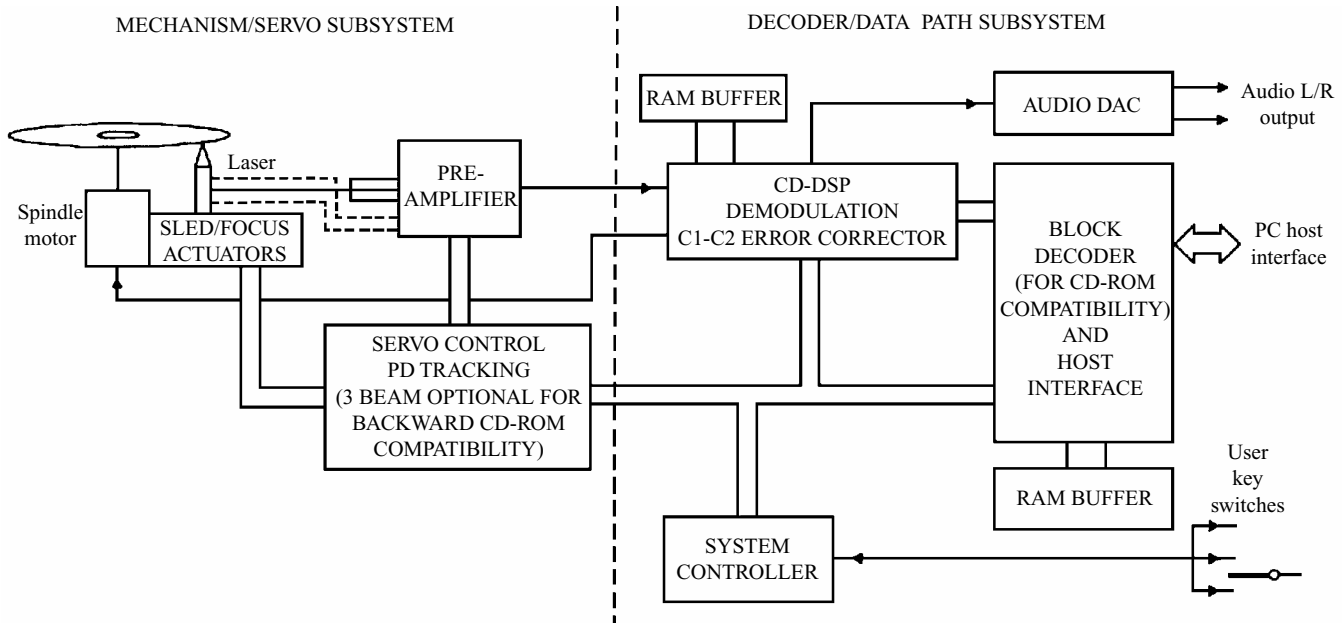 MECHANISM/SERVO SUBSYSTEM
DECODER/DATA PATH SUBSYSTEM
RAM BUFFER
AUDIO DAC
Audio L/R
output
Laser
PRE-
AMPLIFIER
Spindle
motor
SLED/FOCUS
ACTUATORS
CD-DSP
DEMODULATION
C1-C2 ERROR CORRECTOR
BLOCK
DECODER
(FOR CD-ROM
COMPATIBILITY)
AND
HOST
INTERFACE
PC host
interface
SERVO CONTROL
PD TRACKING
(3 BEAM OPTIONAL FOR
BACKWARD CD-ROM
COMPATIBILITY)
RAM BUFFER
User
key
switches
SYSTEM
CONTROLLER